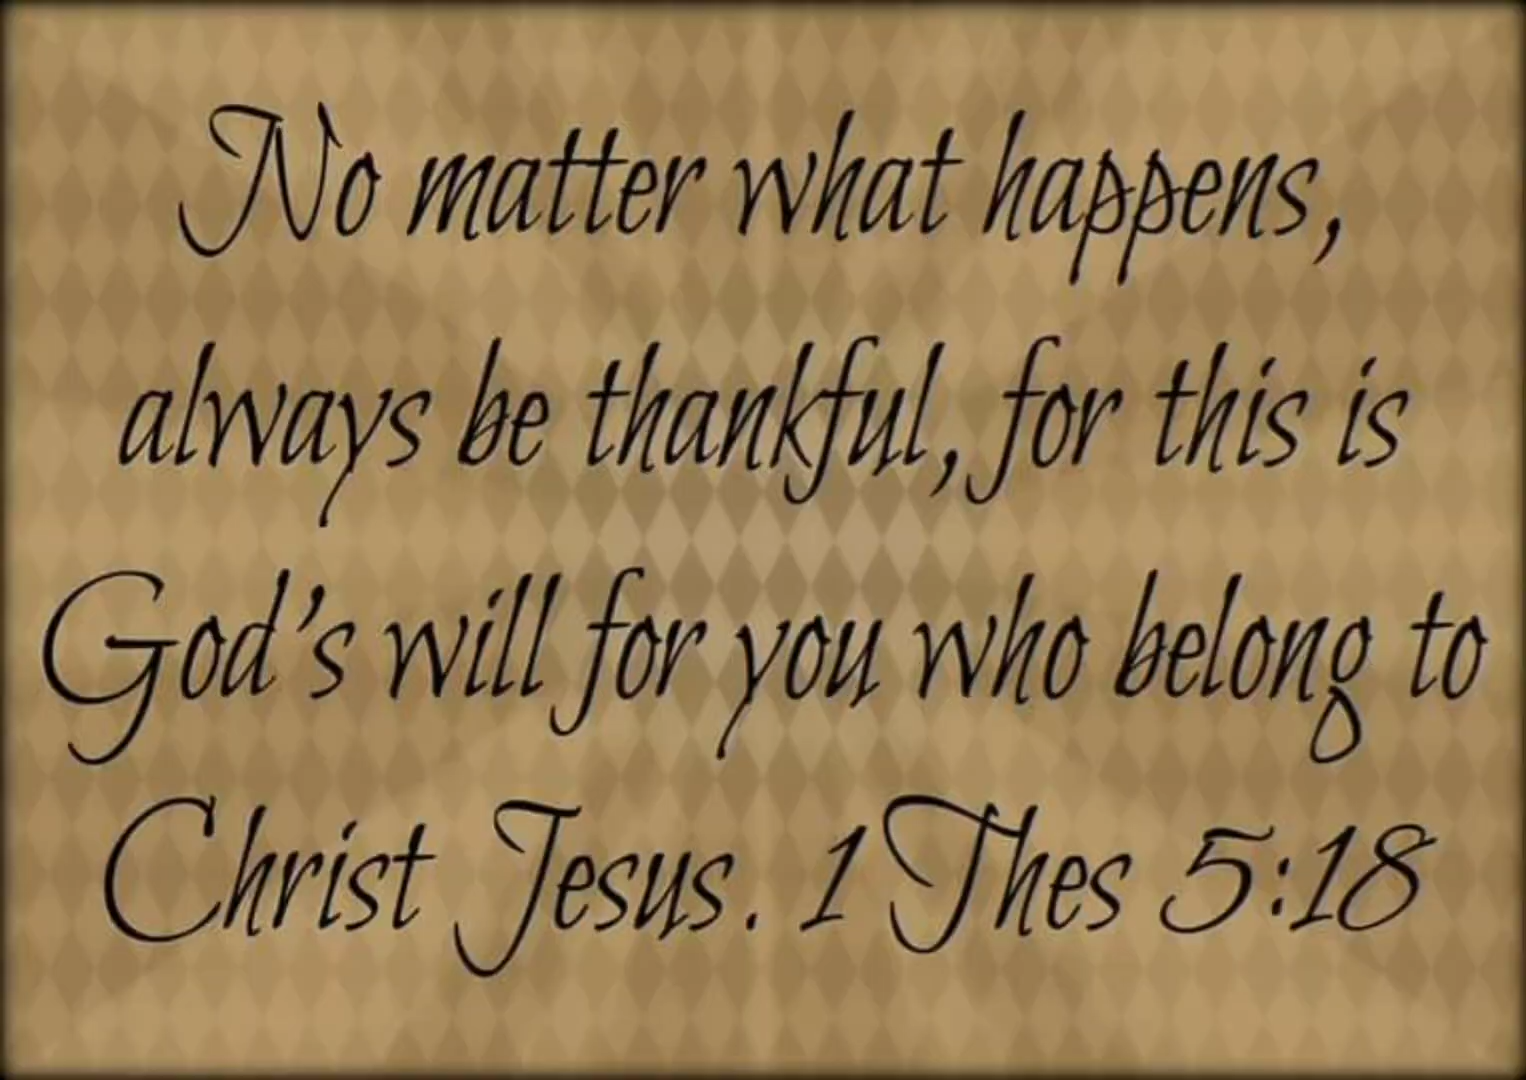 No matter what happens,
always be thankful, for this is
God's will for you who belong to
Christ Jesus. 1 Thes 5:18